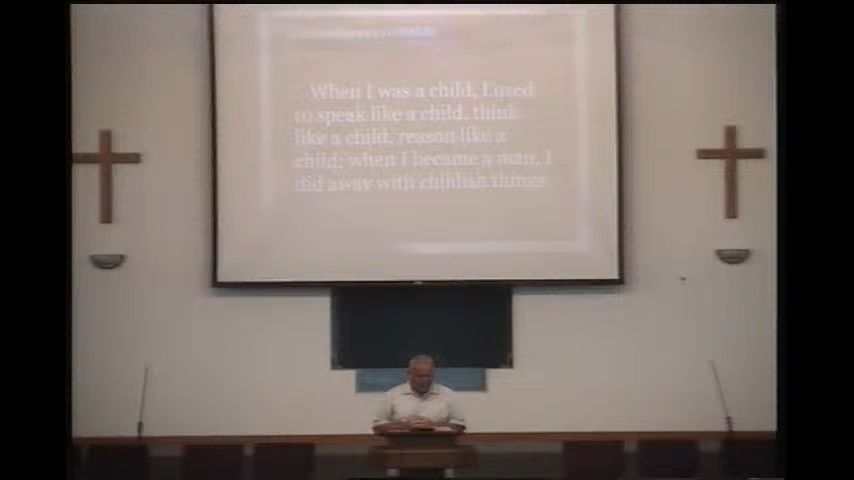 When I was a child, I used
to speak like a child, think
like a child, reason like a
child; when I became a man, I
did away with childish things.